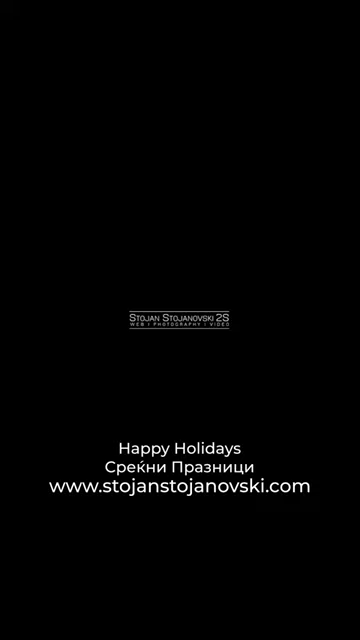 Stojan Stojanovski 2S
WEB I PHOTOGRAPHY I VIDEO
Happy Holidays
Среќни Празници
www.stojanstojanovski.com